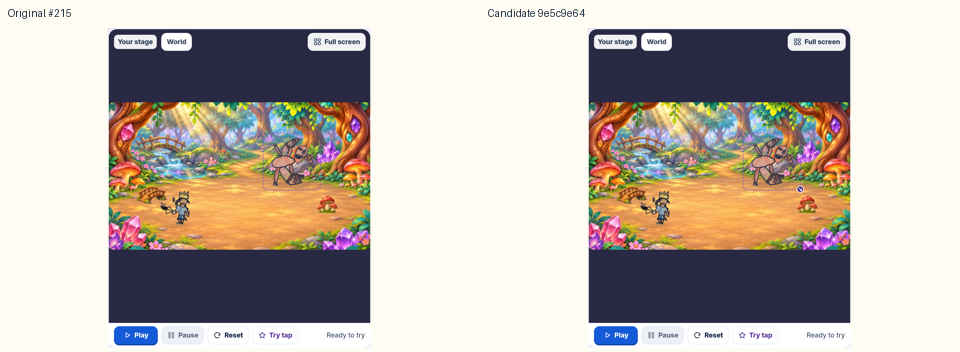 Original #215
Candidate 9e5c9e64
Your stage
World
Full screen
Your stage
World
Full screen
Play
Pause
Reset
Try tap
Ready to try
Play
Pause
Reset
Try tap
Ready to try